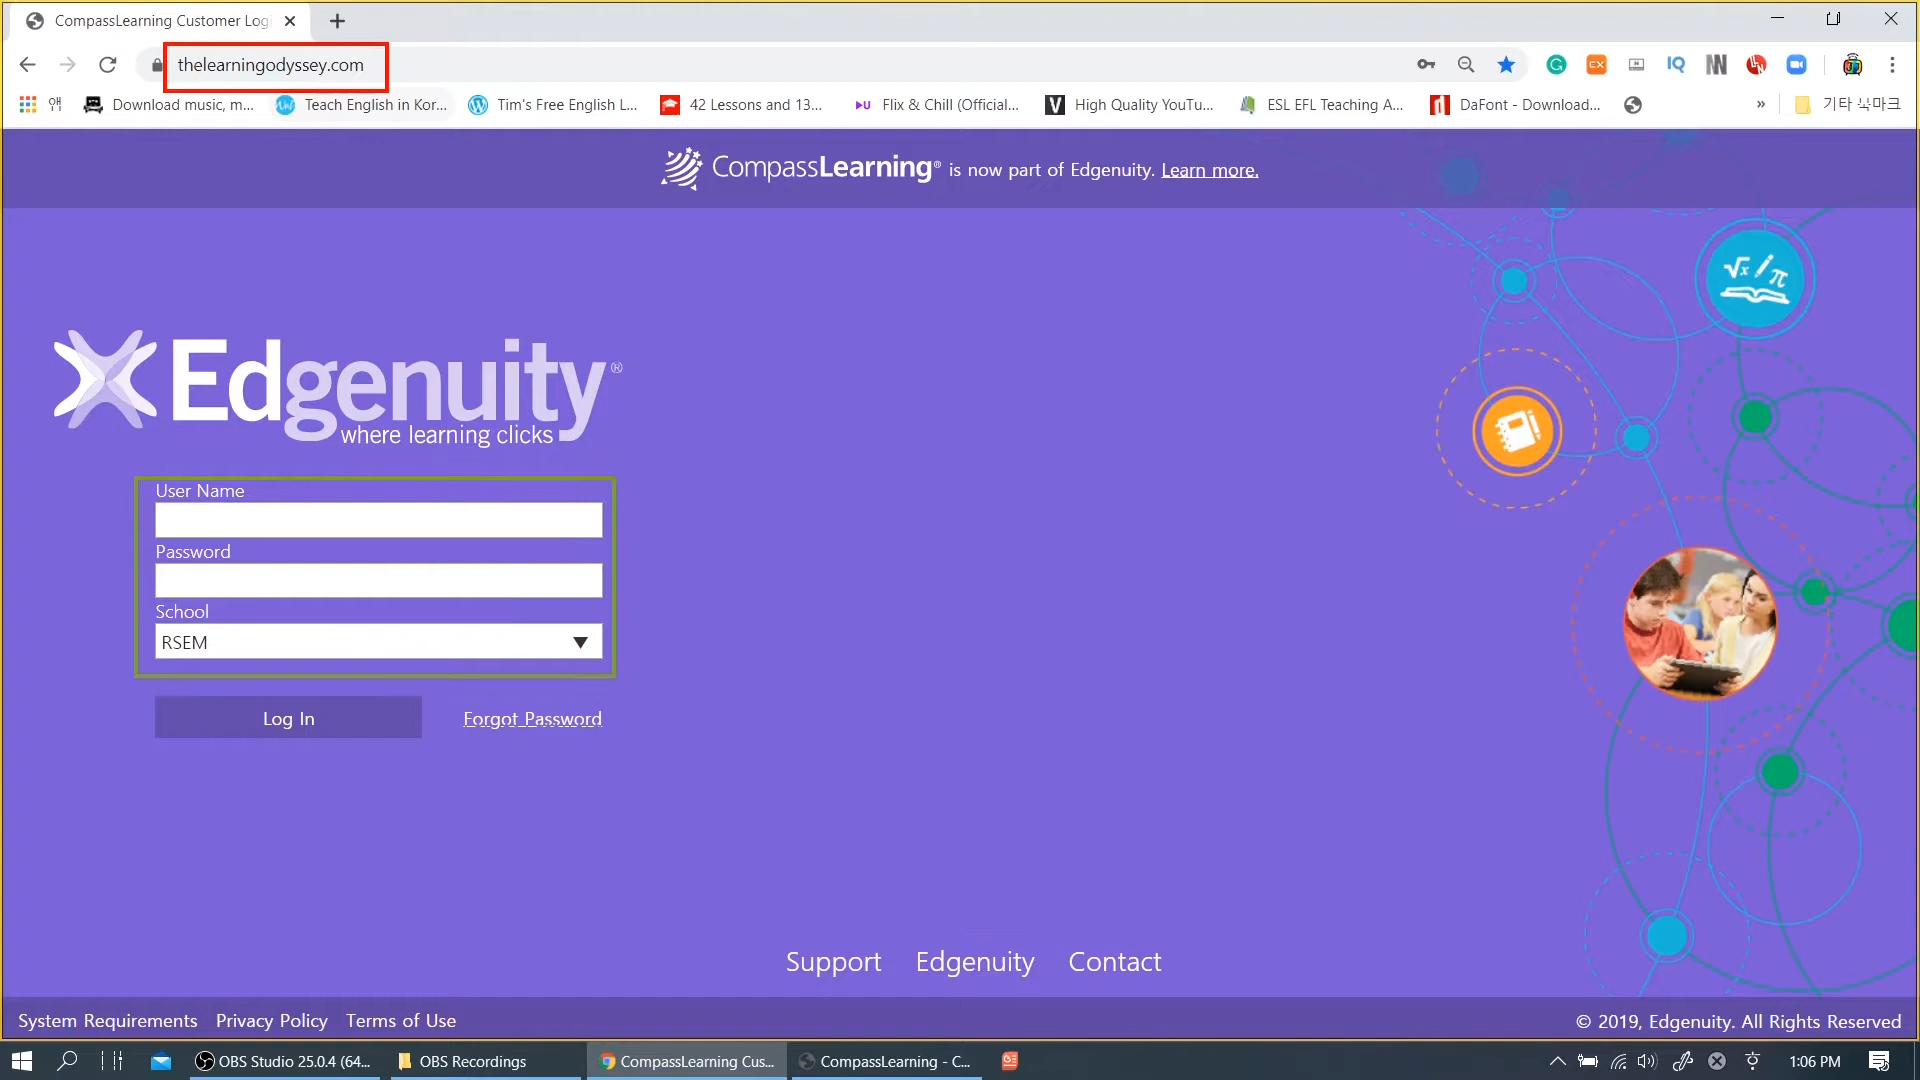 CompassLearning Customer Logi
thelearningodyssey.com
앱
Download music, m...
Teach English in Kor...
Tim's Free English L...
42 Lessons and 13...
Flix & Chill (Official...
High Quality YouTu...
ESL EFL Teaching A...
DaFont - Download...
»
기타 북마크
CompassLearning® is now part of Edgenuity. Learn more.
Edgenuity®
where learning clicks
User Name
Password
School
RSEM
Log In
Forgot Password
Support
Edgenuity
Contact
System Requirements
Privacy Policy
Terms of Use
© 2019, Edgenuity. All Rights Reserved
OBS Studio 25.0.4 (64...
OBS Recordings
CompassLearning Cus...
CompassLearning - C...
1:06 PM